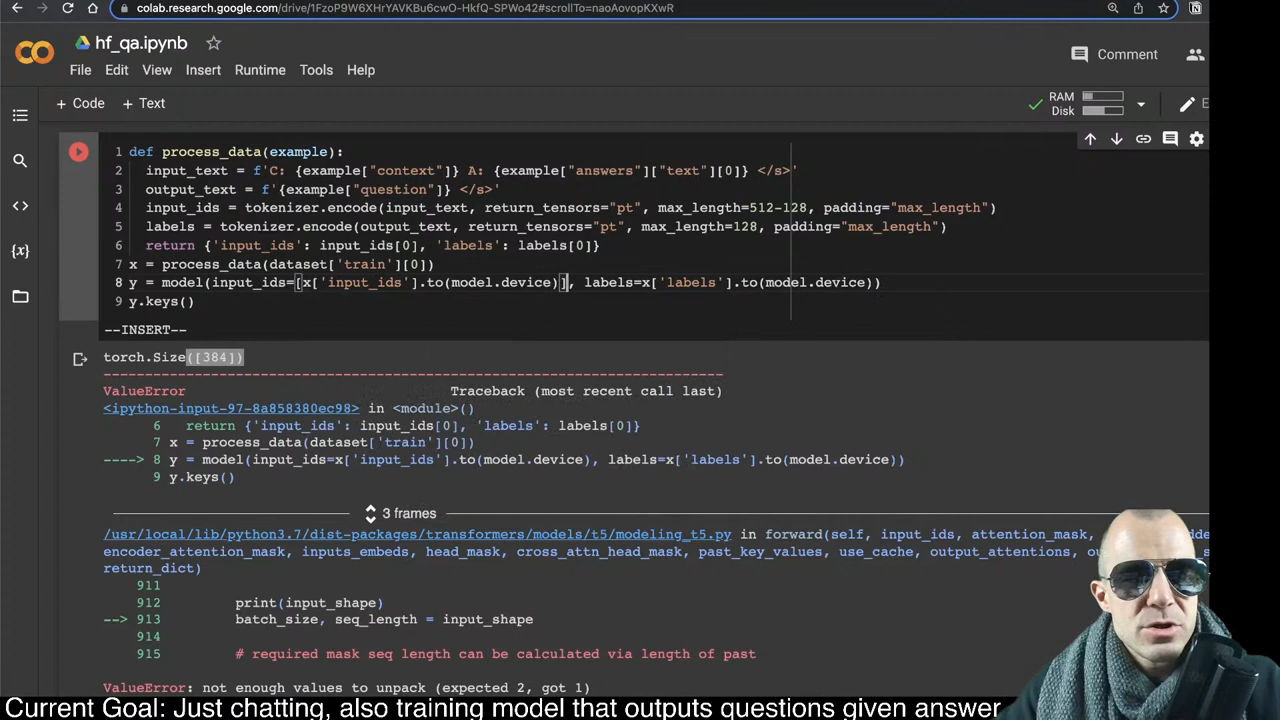 colab.research.google.com/drive/1FzoP9W6XHrYAVKBu6cwO-HkfQ-SPWo42#scrollTo=naoAovopKXwR
hf_qa.ipynb
File Edit View Insert Runtime Tools Help
Comment
+ Code + Text
RAM
Disk
1 def process_data(example):
2   input_text = f'C: {example["context"]} A: {example["answers"]["text"][0]} </s>'
3   output_text = f'{example["question"]} </s>'
4   input_ids = tokenizer.encode(input_text, return_tensors="pt", max_length=512-128, padding="max_length")
5   labels = tokenizer.encode(output_text, return_tensors="pt", max_length=128, padding="max_length")
6   return {'input_ids': input_ids[0], 'labels': labels[0]}
7 x = process_data(dataset['train'][0])
8 y = model(input_ids=[x['input_ids'].to(model.device)], labels=x['labels'].to(model.device))
9 y.keys()
--INSERT--
torch.Size([384])
---------------------------------------------------------------------------
ValueError                                Traceback (most recent call last)
<ipython-input-97-8a858380ec98> in <module>()
      6   return {'input_ids': input_ids[0], 'labels': labels[0]}
      7 x = process_data(dataset['train'][0])
----> 8 y = model(input_ids=x['input_ids'].to(model.device), labels=x['labels'].to(model.device))
      9 y.keys()
3 frames
/usr/local/lib/python3.7/dist-packages/transformers/models/t5/modeling_t5.py in forward(self, input_ids, attention_mask,
encoder_attention_mask, inputs_embeds, head_mask, cross_attn_head_mask, past_key_values, use_cache, output_attentions,
return_dict)
    911
    912         print(input_shape)
--> 913         batch_size, seq_length = input_shape
    914
    915         # required mask seq length can be calculated via length of past
ValueError: not enough values to unpack (expected 2, got 1)
Current Goal: Just chatting, also training model that outputs questions given answer